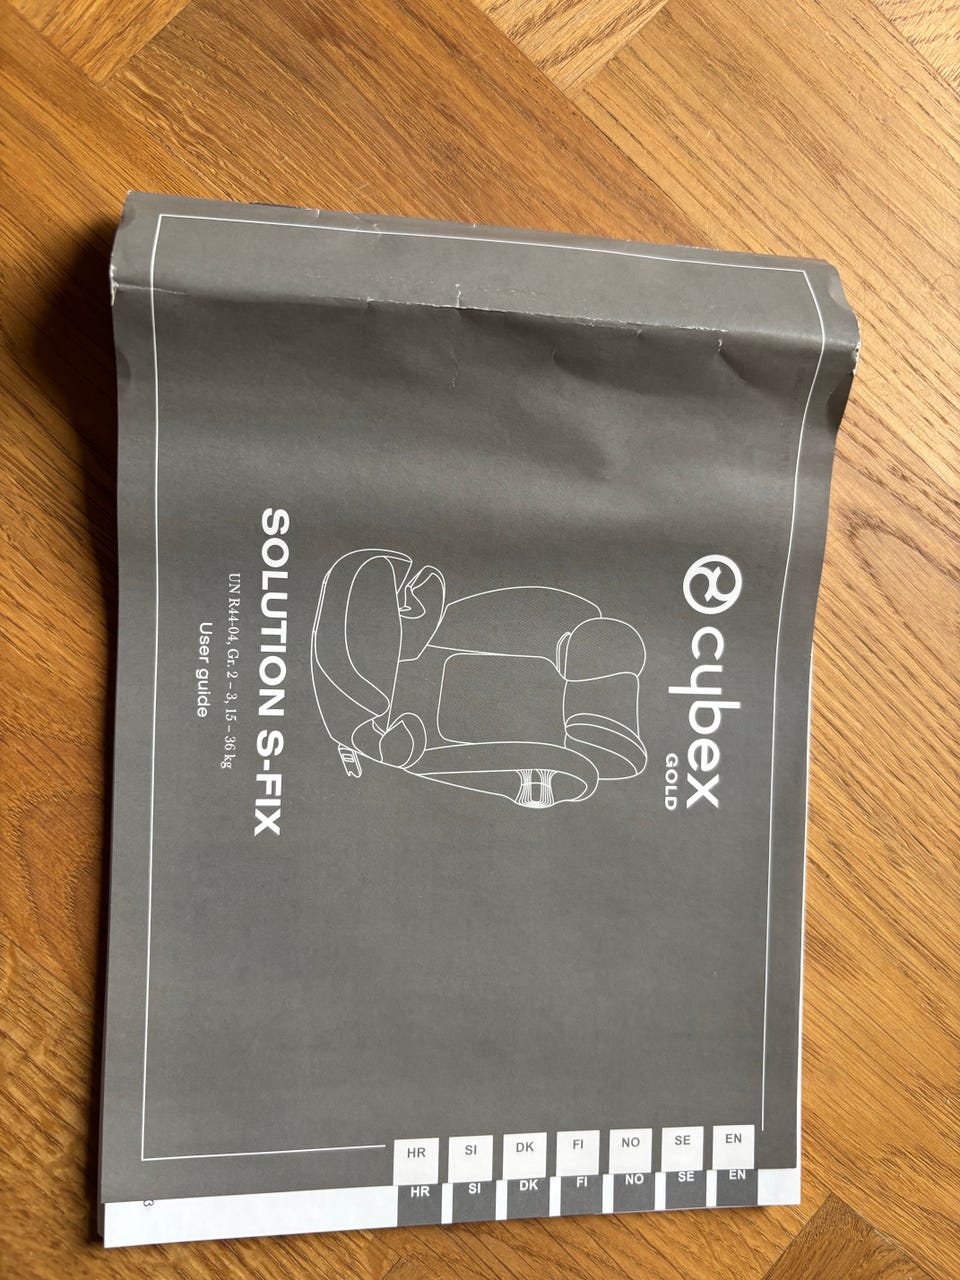 cybex
GOLD
SOLUTION S-FIX
UN R44-04, Gr. 2 – 3, 15 – 36 kg
User guide
EN
SE
NO
FI
DK
SI
HR
EN
SE
NO
FI
DK
SI
HR
3